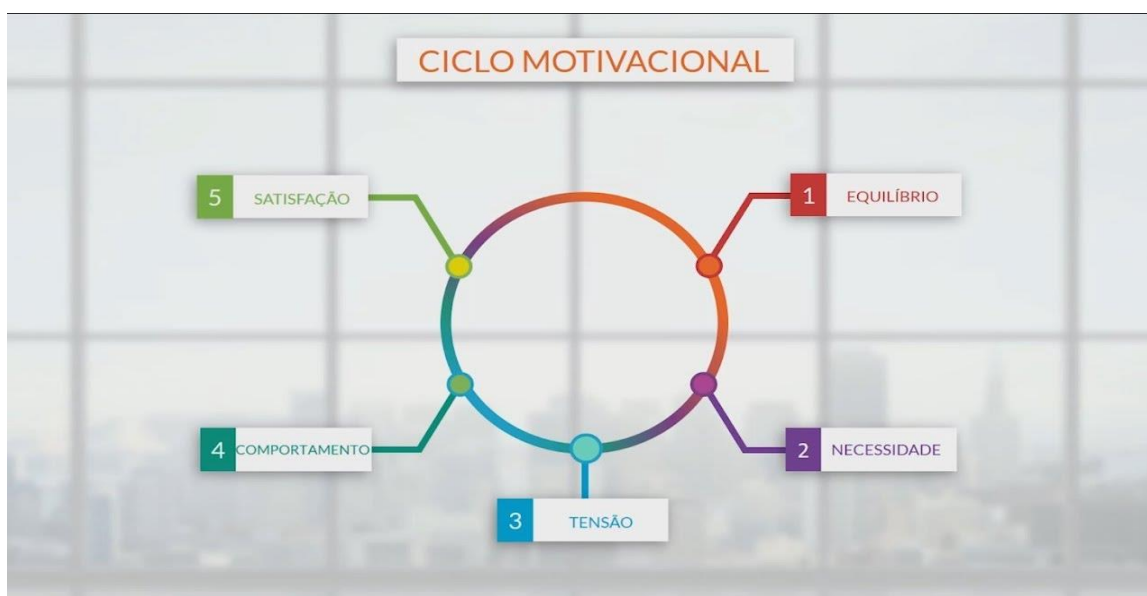 CICLO MOTIVACIONAL
5 SATISFAÇÃO
1 EQUILÍBRIO
4 COMPORTAMENTO
2 NECESSIDADE
3 TENSÃO